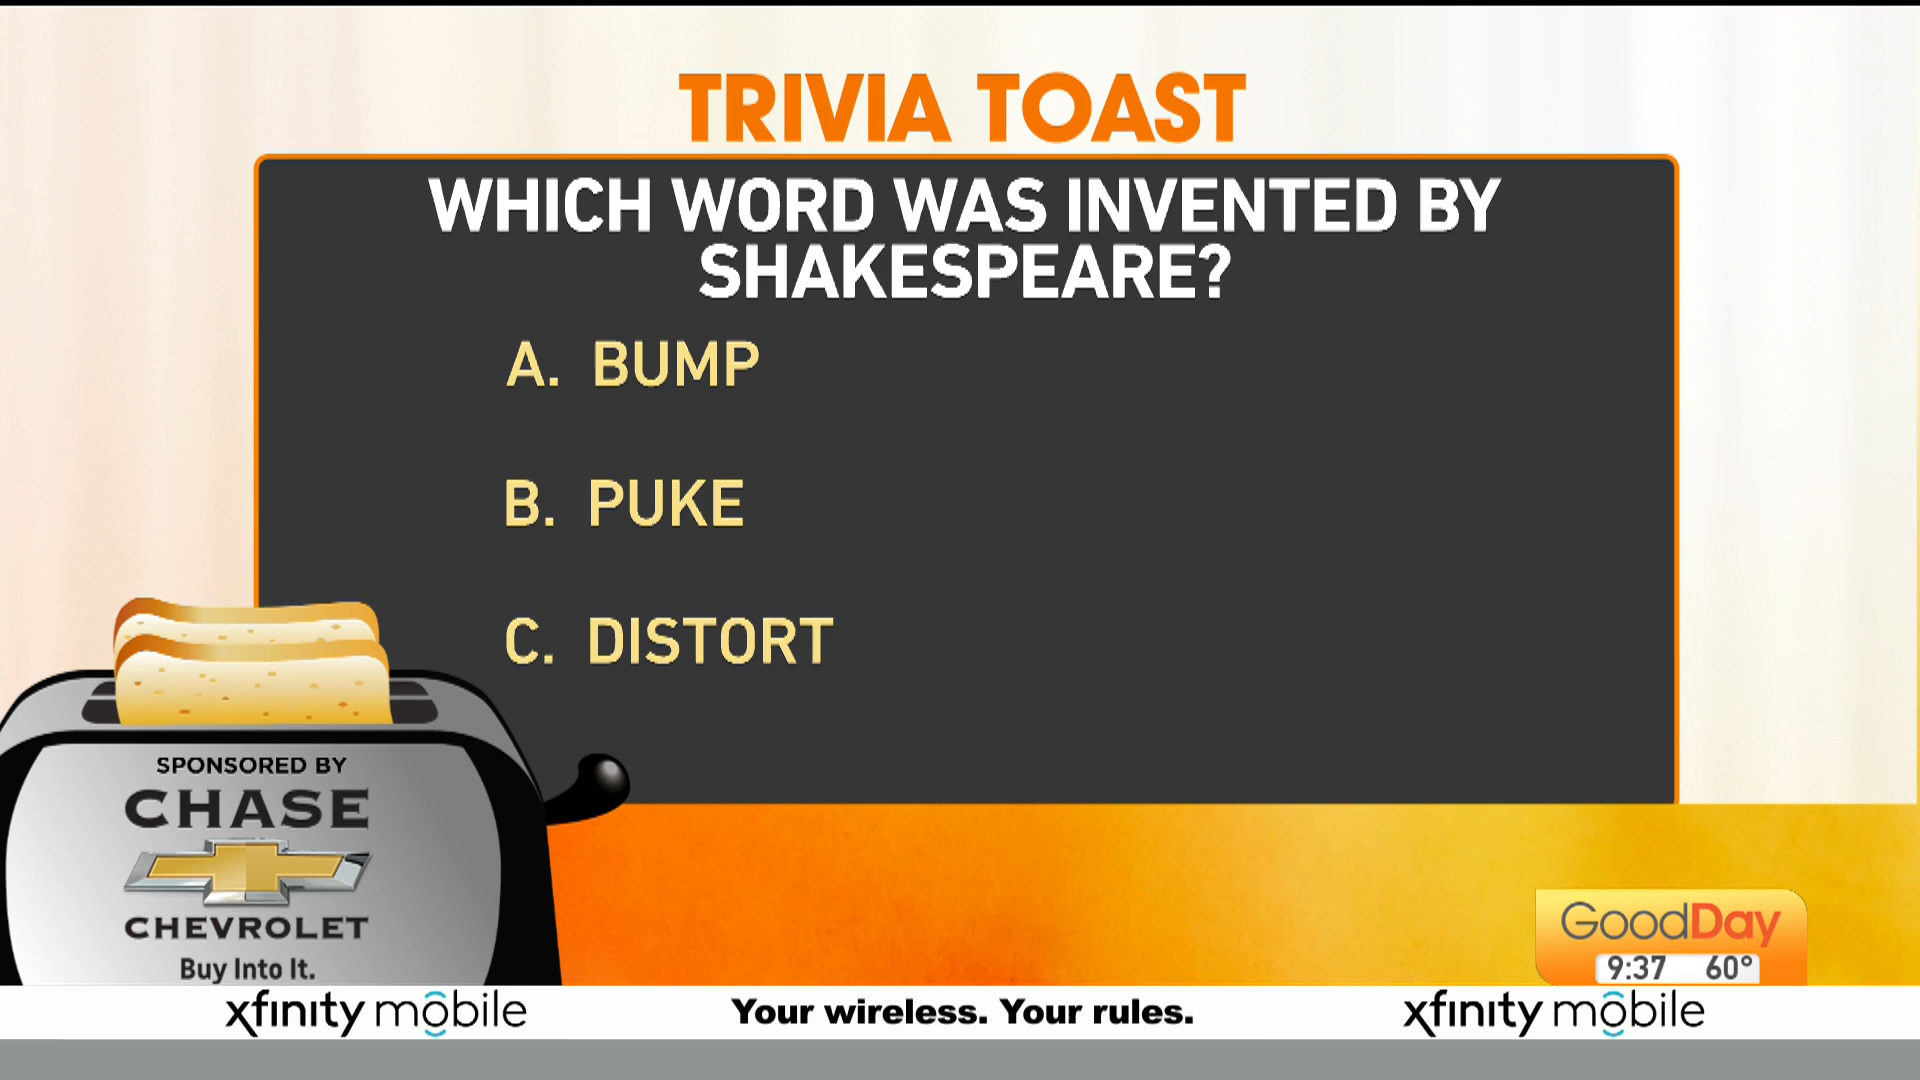 TRIVIA TOAST
WHICH WORD WAS INVENTED BY
SHAKESPEARE?
A. BUMP
B. PUKE
C. DISTORT
SPONSORED BY
CHASE
CHEVROLET
Buy Into It.
GoodDay
9:37 60°
xfinity mobile Your wireless. Your rules. xfinity mobile